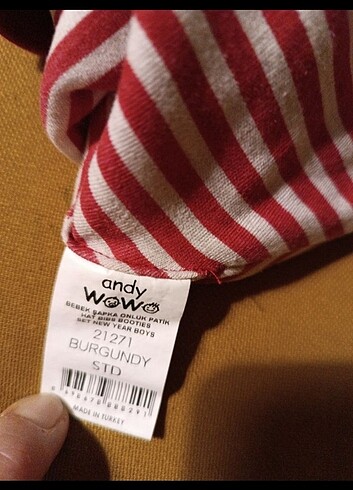 andy
WOWO
BEBEK ŞAPKA ÖNLÜK PATİK
HAT BIBS BOOTIES
SET NEW YEAR BOYS
21271
BURGUNDY
STD
MADE IN TURKEY